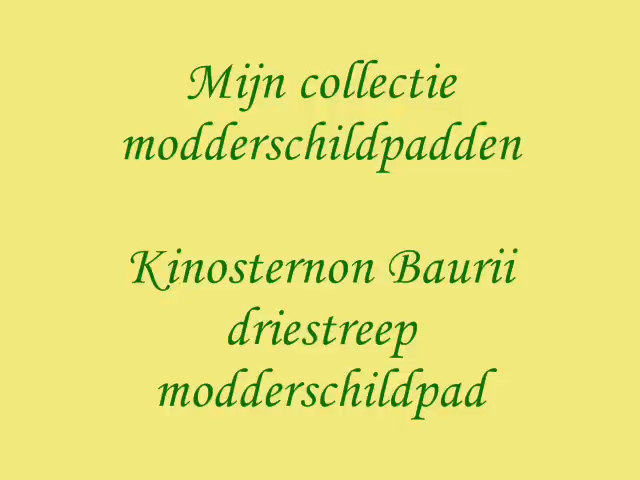 Mijn collectie
modderschildpadden
Kinosternon Baurii
driestreep
modderschildpad